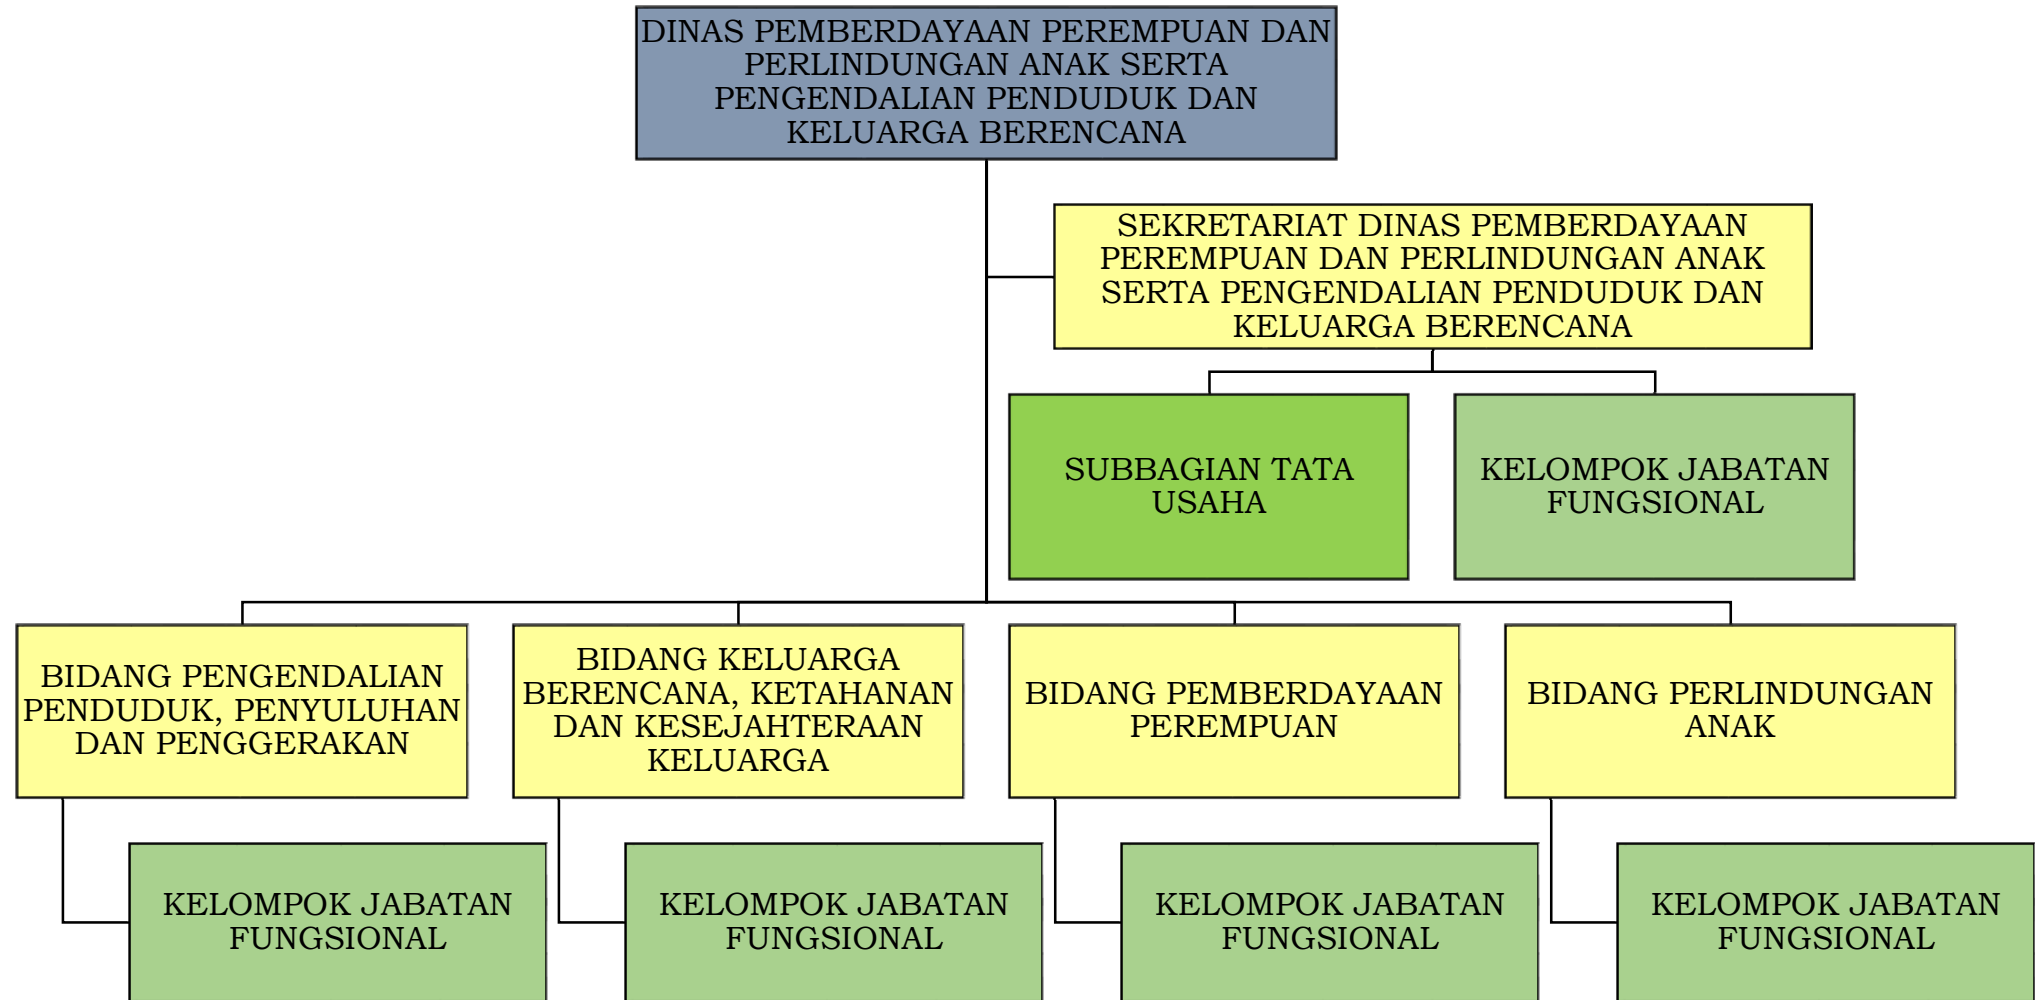 DINAS PEMBERDAYAAN PEREMPUAN DAN
PERLINDUNGAN ANAK SERTA
PENGENDALIAN PENDUDUK DAN
KELUARGA BERENCANA
SEKRETARIAT DINAS PEMBERDAYAAN
PEREMPUAN DAN PERLINDUNGAN ANAK
SERTA PENGENDALIAN PENDUDUK DAN
KELUARGA BERENCANA
SUBBAGIAN TATA
USAHA
KELOMPOK JABATAN
FUNGSIONAL
BIDANG PENGENDALIAN
PENDUDUK, PENYULUHAN
DAN PENGGERAKAN
BIDANG KELUARGA
BERENCANA, KETAHANAN
DAN KESEJAHTERAAN
KELUARGA
BIDANG PEMBERDAYAAN
PEREMPUAN
BIDANG PERLINDUNGAN
ANAK
KELOMPOK JABATAN
FUNGSIONAL
KELOMPOK JABATAN
FUNGSIONAL
KELOMPOK JABATAN
FUNGSIONAL
KELOMPOK JABATAN
FUNGSIONAL